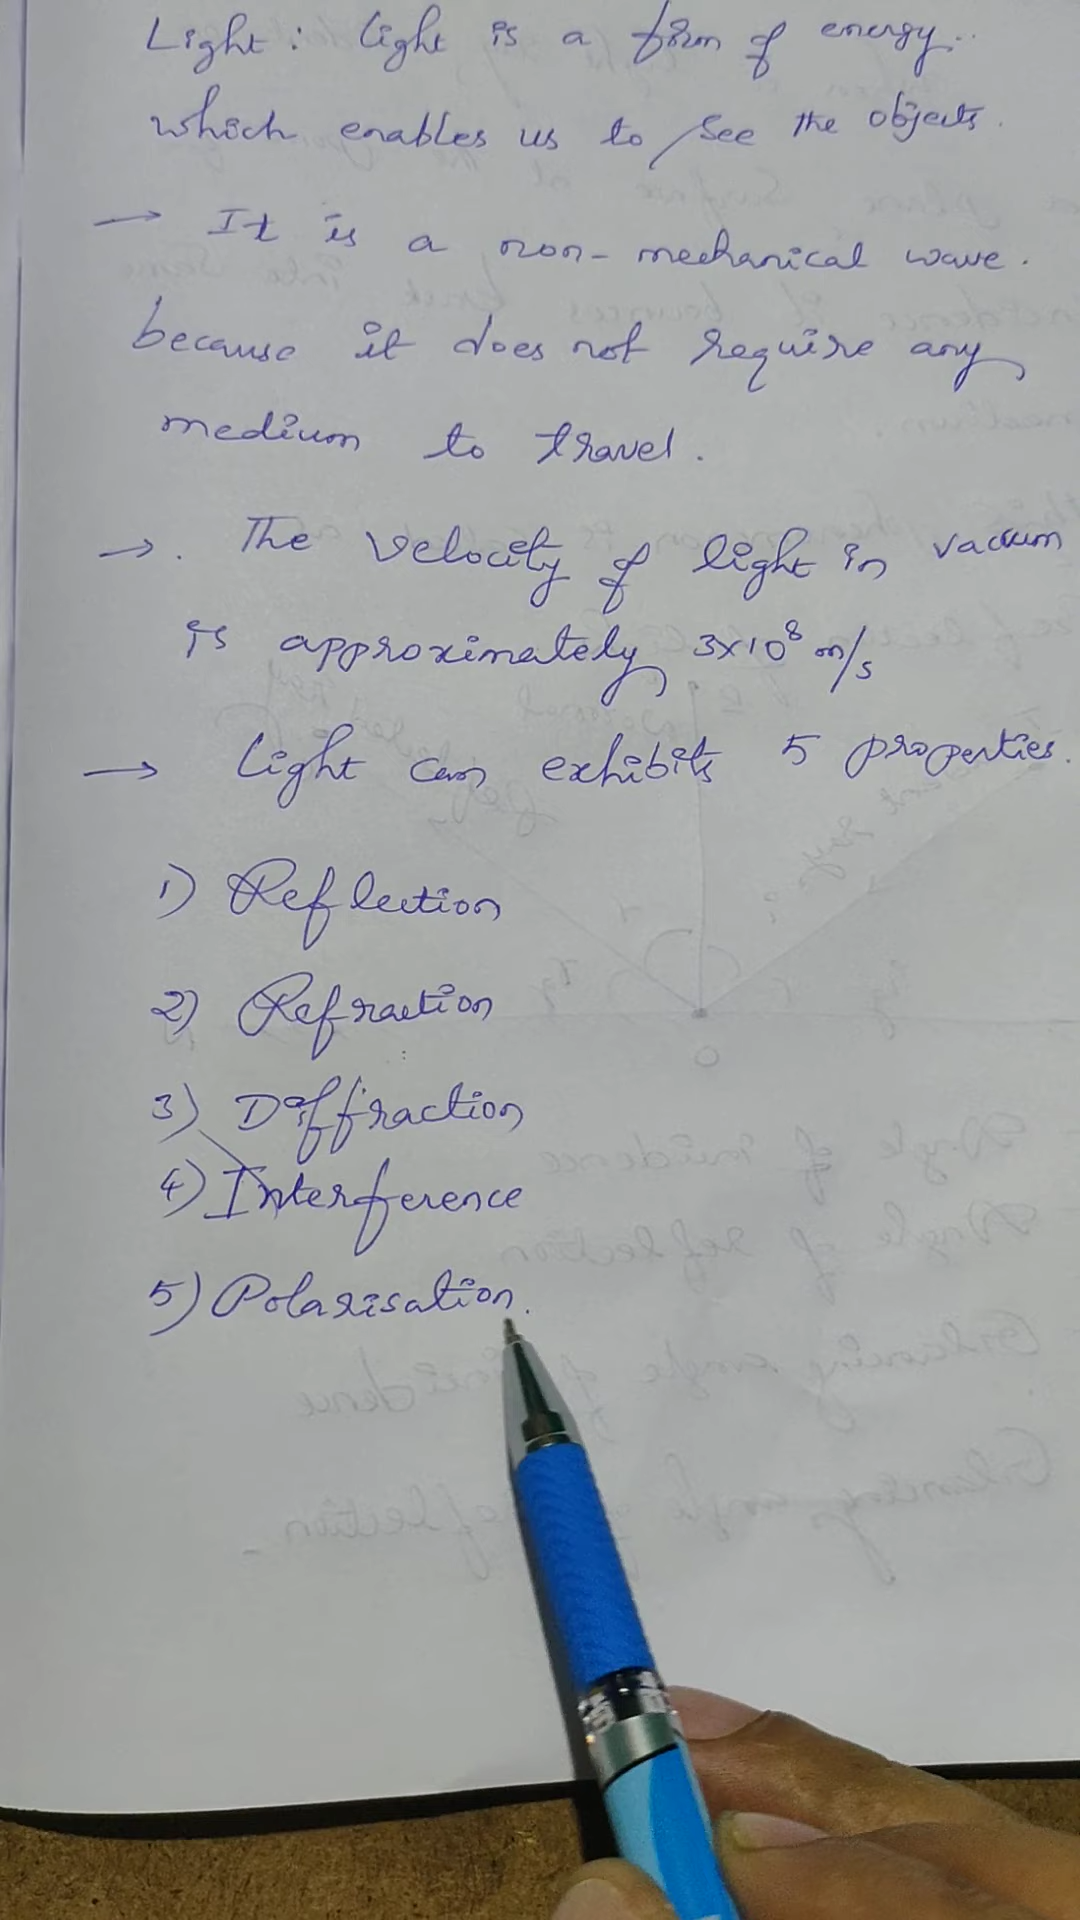 Light: light is a form of energy..
which enables us to see the objects.
→ It is a non-mechanical wave.
because it does not require any
medium to travel.
→. The velocity of light in vacuum
is approximately 3x10⁸ m/s
→ light can exhibits 5 properties.
1) Reflection
2) Refraction
3) Diffraction
4) Interference
5) Polarisation.